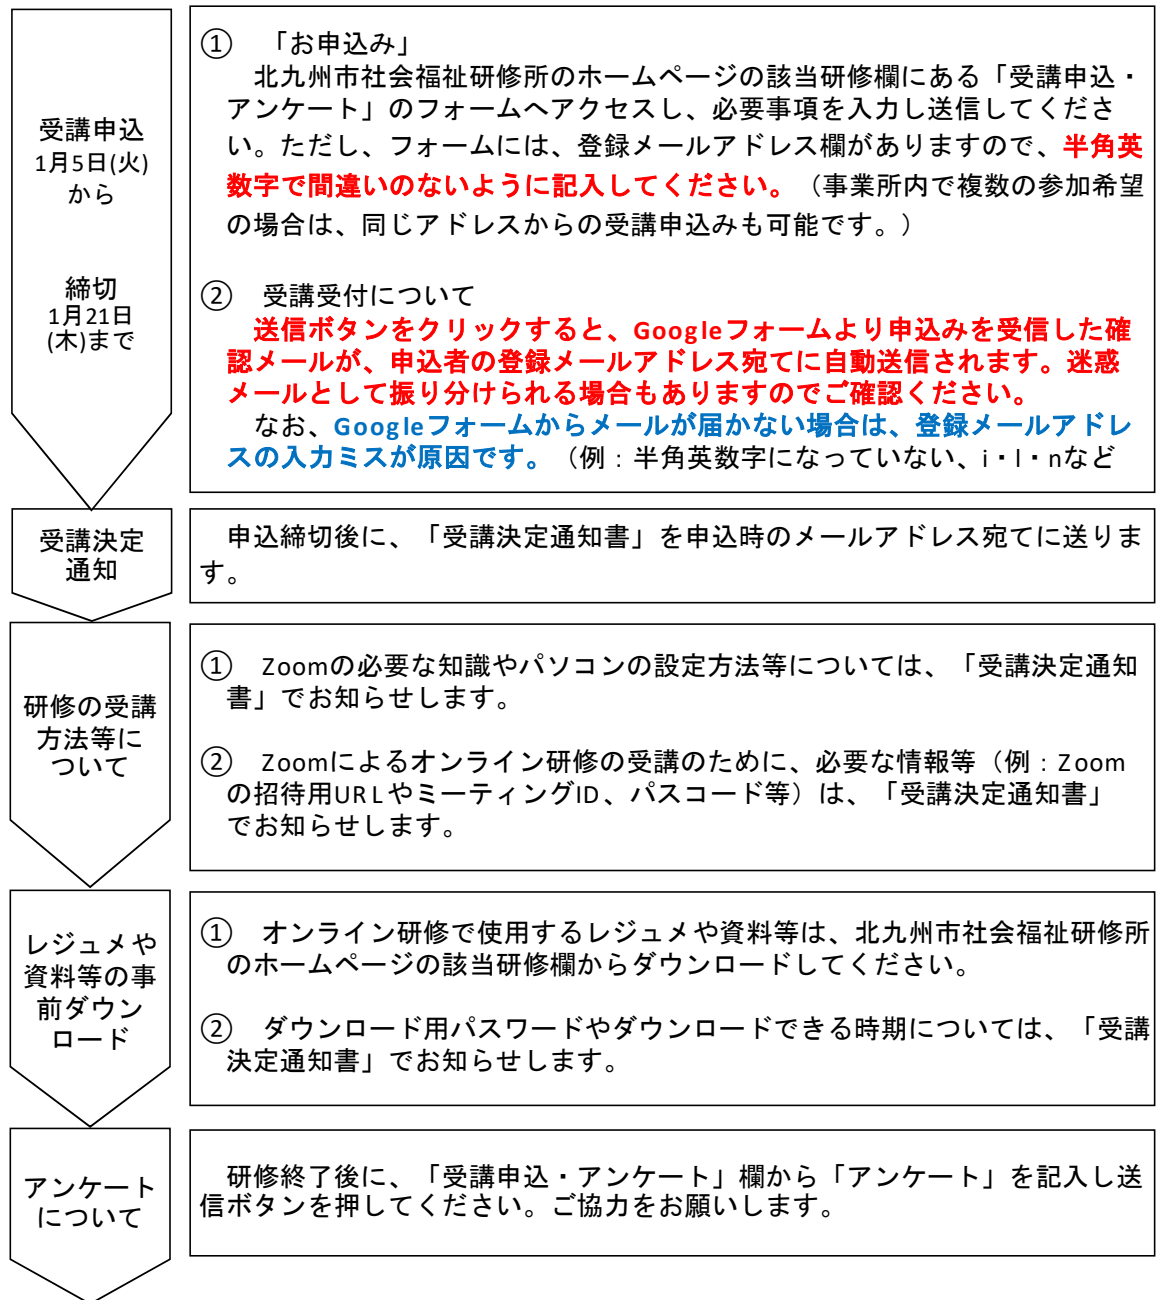 受講申込
1月5日(火)
から
締切
1月21日
(木)まで
① 「お申込み」
北九州市社会福祉研修所のホームページの該当研修欄にある「受講申込・
アンケート」のフォームへアクセスし、必要事項を入力し送信してくださ
い。ただし、フォームには、登録メールアドレス欄がありますので、半角英
数字で間違いのないように記入してください。（事業所内で複数の参加希望
の場合は、同じアドレスからの受講申込みも可能です。）
② 受講受付について
送信ボタンをクリックすると、Googleフォームより申込みを受信した確
認メールが、申込者の登録メールアドレス宛てに自動送信されます。迷惑
メールとして振り分けられる場合もありますのでご確認ください。
なお、Googleフォームからメールが届かない場合は、登録メールアドレ
スの入力ミスが原因です。（例：半角英数字になっていない、i・l・nなど
受講決定
通知
申込締切後に、「受講決定通知書」を申込時のメールアドレス宛てに送りま
す。
研修の受講
方法等に
ついて
① Zoomの必要な知識やパソコンの設定方法等については、「受講決定通知
書」でお知らせします。
② Zoomによるオンライン研修の受講のために、必要な情報等（例：Zoom
の招待用URLやミーティングID、パスコード等）は、「受講決定通知書」
でお知らせします。
レジュメや
資料等の事
前ダウン
ロード
① オンライン研修で使用するレジュメや資料等は、北九州市社会福祉研修所
のホームページの該当研修欄からダウンロードしてください。
② ダウンロード用パスワードやダウンロードできる時期については、「受講
決定通知書」でお知らせします。
アンケート
について
研修終了後に、「受講申込・アンケート」欄から「アンケート」を記入し送
信ボタンを押してください。ご協力をお願いします。